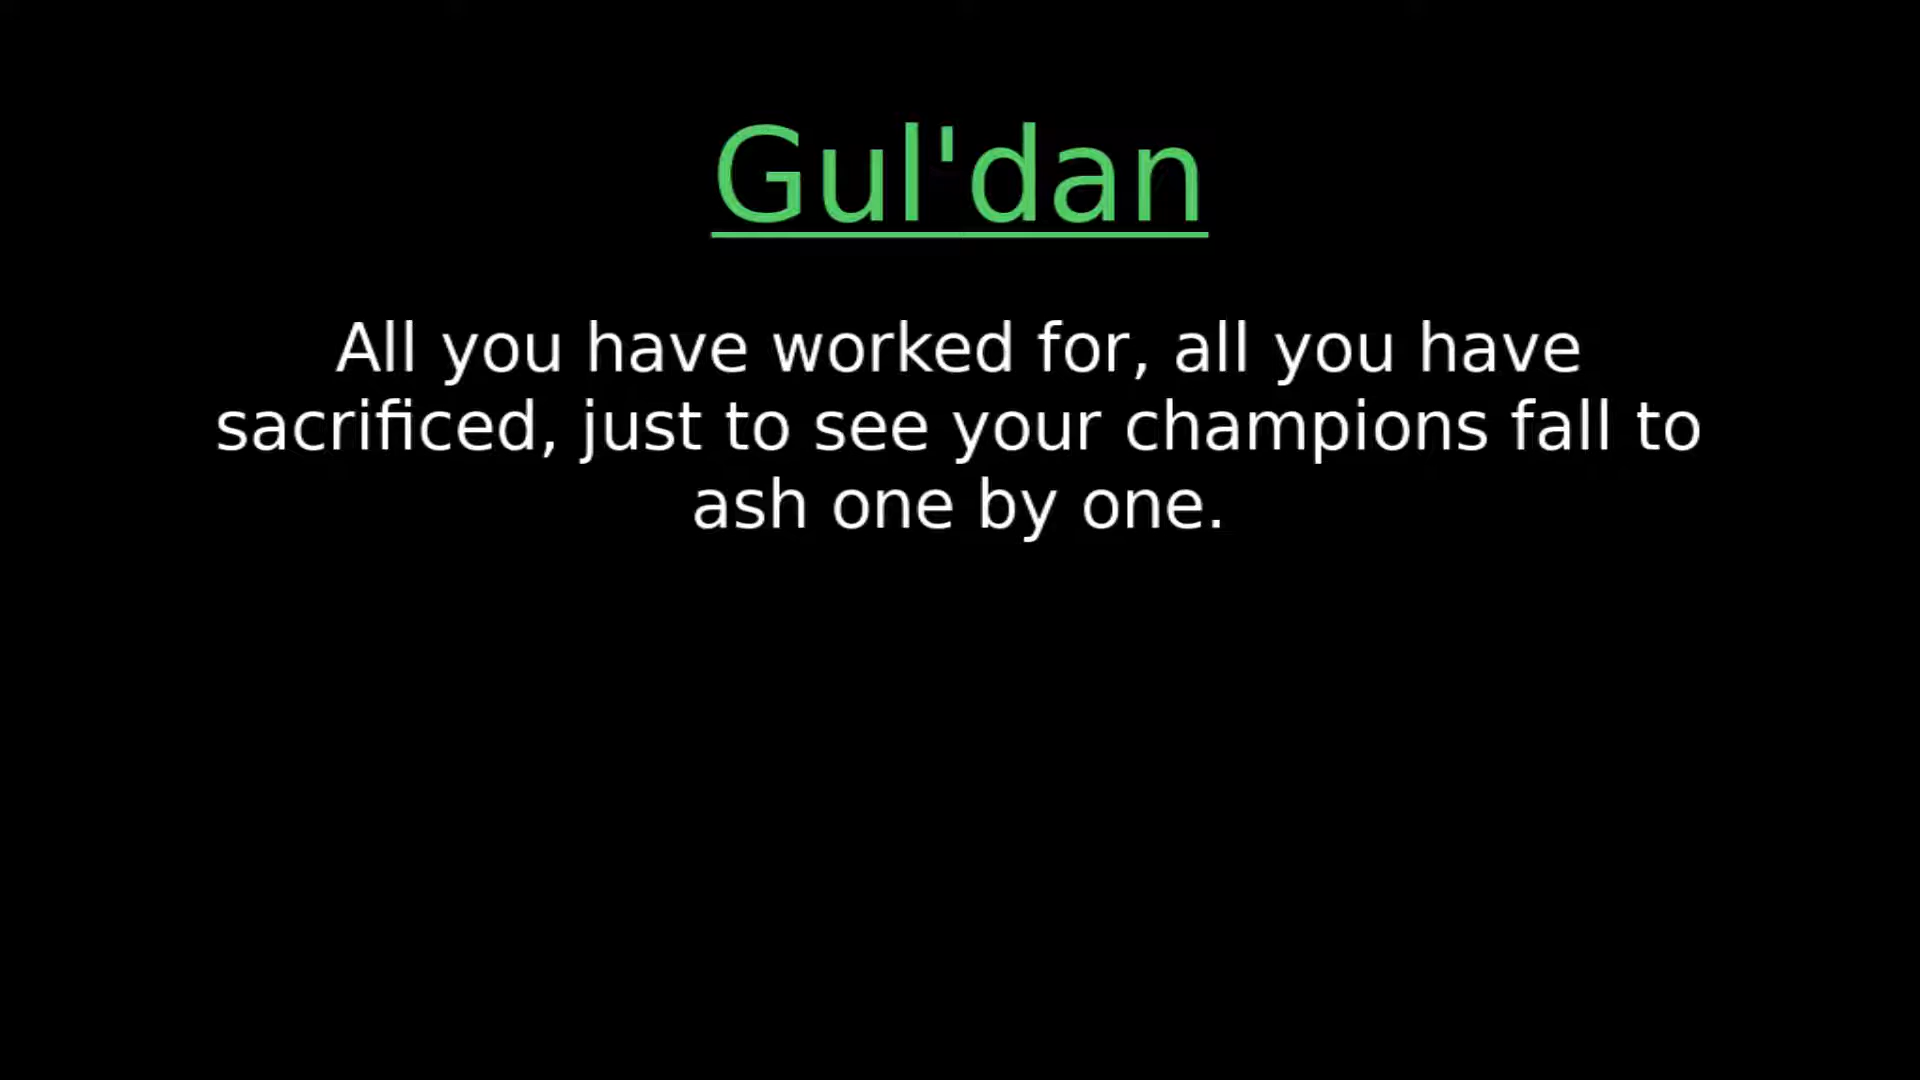 Gul'dan
All you have worked for, all you have
sacrificed, just to see your champions fall to
ash one by one.